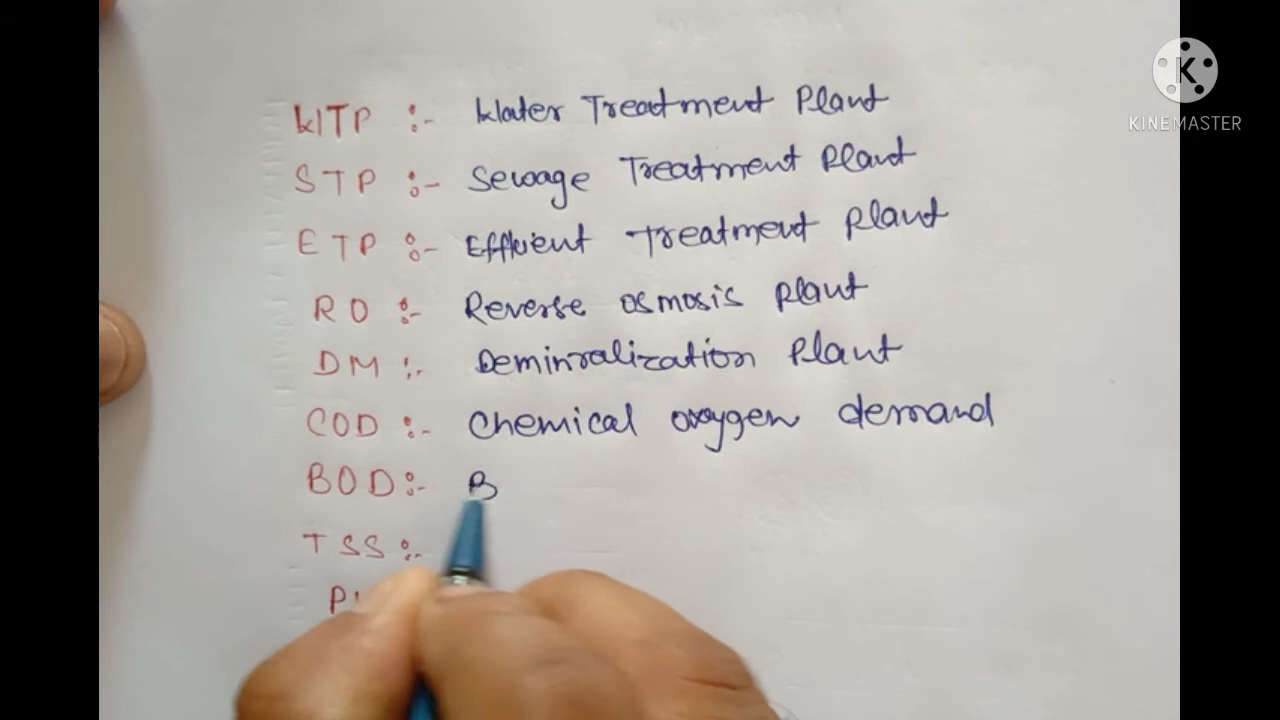 WTP :- Water Treatment Plant
STP :- Sewage Treatment Plant
ETP :- Effluent Treatment Plant
RO :- Reverse osmosis plant
DM :- Deminralization Plant
COD :- Chemical oxygen demand
BOD :- B
TSS :-
P
KINEMASTER